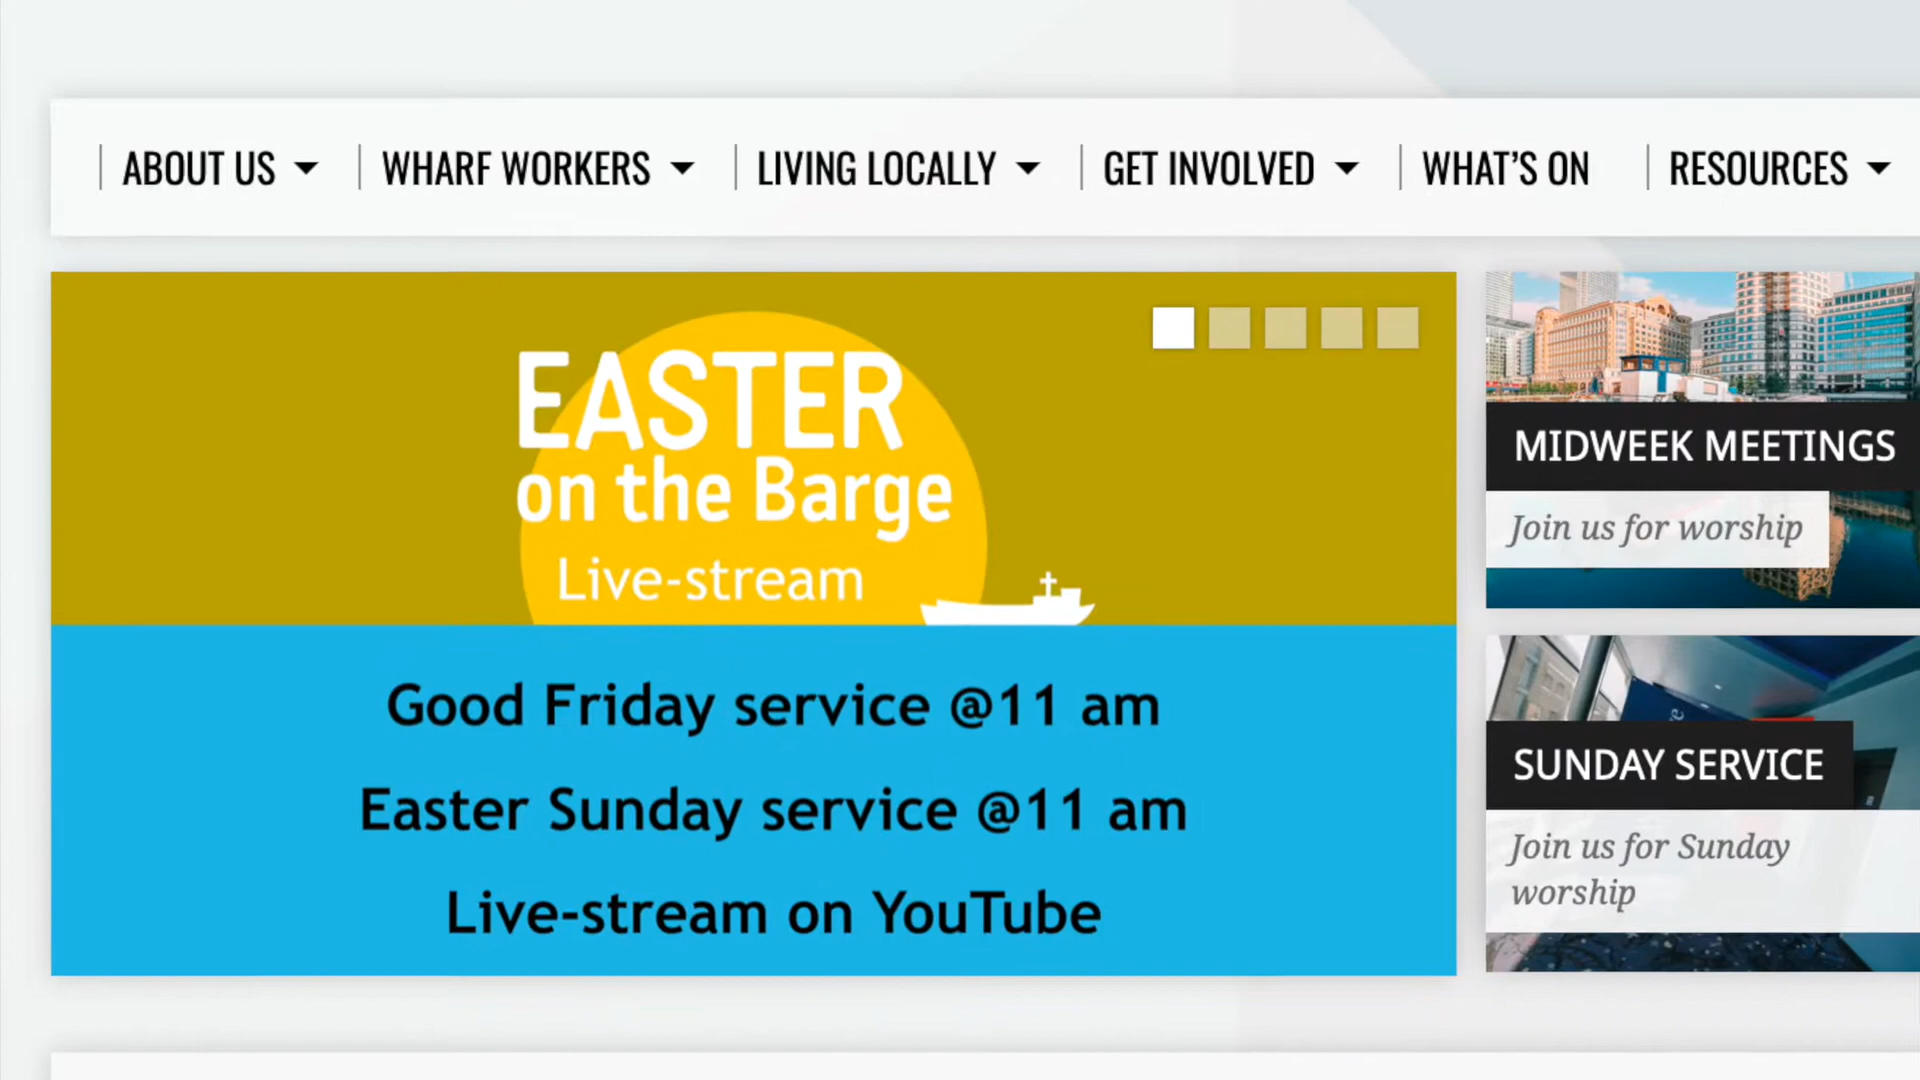 ABOUT US
WHARF WORKERS
LIVING LOCALLY
GET INVOLVED
WHAT'S ON
RESOURCES
EASTER
on the Barge
Live-stream
Good Friday service @11 am
Easter Sunday service @11 am
Live-stream on YouTube
MIDWEEK MEETINGS
Join us for worship
SUNDAY SERVICE
Join us for Sunday
worship